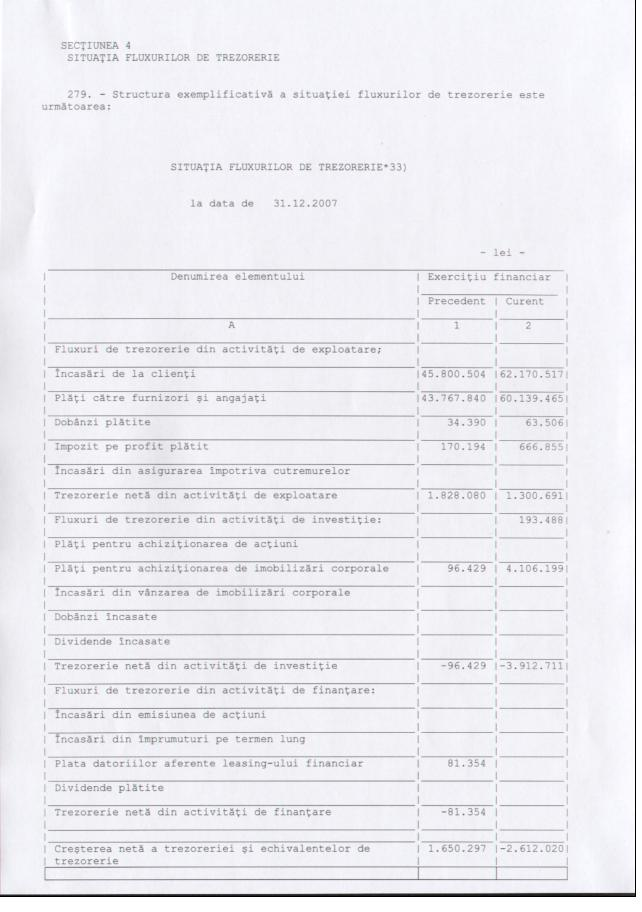 SECŢIUNEA 4
SITUAŢIA FLUXURILOR DE TREZORERIE
279. - Structura exemplificativă a situaţiei fluxurilor de trezorerie este
următoarea:
SITUAŢIA FLUXURILOR DE TREZORERIE*33)
la data de 31.12.2007
- lei -
Denumirea elementului | Exerciţiu financiar
Precedent | Curent
A | 1 | 2
Fluxuri de trezorerie din activităţi de exploatare;
Încasări de la clienţi | 45.800.504 | 62.170.517
Plăţi către furnizori şi angajaţi | 43.767.840 | 60.139.465
Dobânzi plătite | 34.390 | 63.506
Impozit pe profit plătit | 170.194 | 666.855
Încasări din asigurarea împotriva cutremurelor
Trezorerie netă din activităţi de exploatare | 1.828.080 | 1.300.691
Fluxuri de trezorerie din activităţi de investiţie: | 193.488
Plăţi pentru achiziţionarea de acţiuni
Plăţi pentru achiziţionarea de imobilizări corporale | 96.429 | 4.106.199
Încasări din vânzarea de imobilizări corporale
Dobânzi încasate
Dividende încasate
Trezorerie netă din activităţi de investiţie | -96.429 | -3.912.711
Fluxuri de trezorerie din activităţi de finanţare:
Încasări din emisiunea de acţiuni
Încasări din împrumuturi pe termen lung
Plata datoriilor aferente leasing-ului financiar | 81.354
Dividende plătite
Trezorerie netă din activităţi de finanţare | -81.354
Creşterea netă a trezoreriei şi echivalentelor de | 1.650.297 | -2.612.020
trezorerie